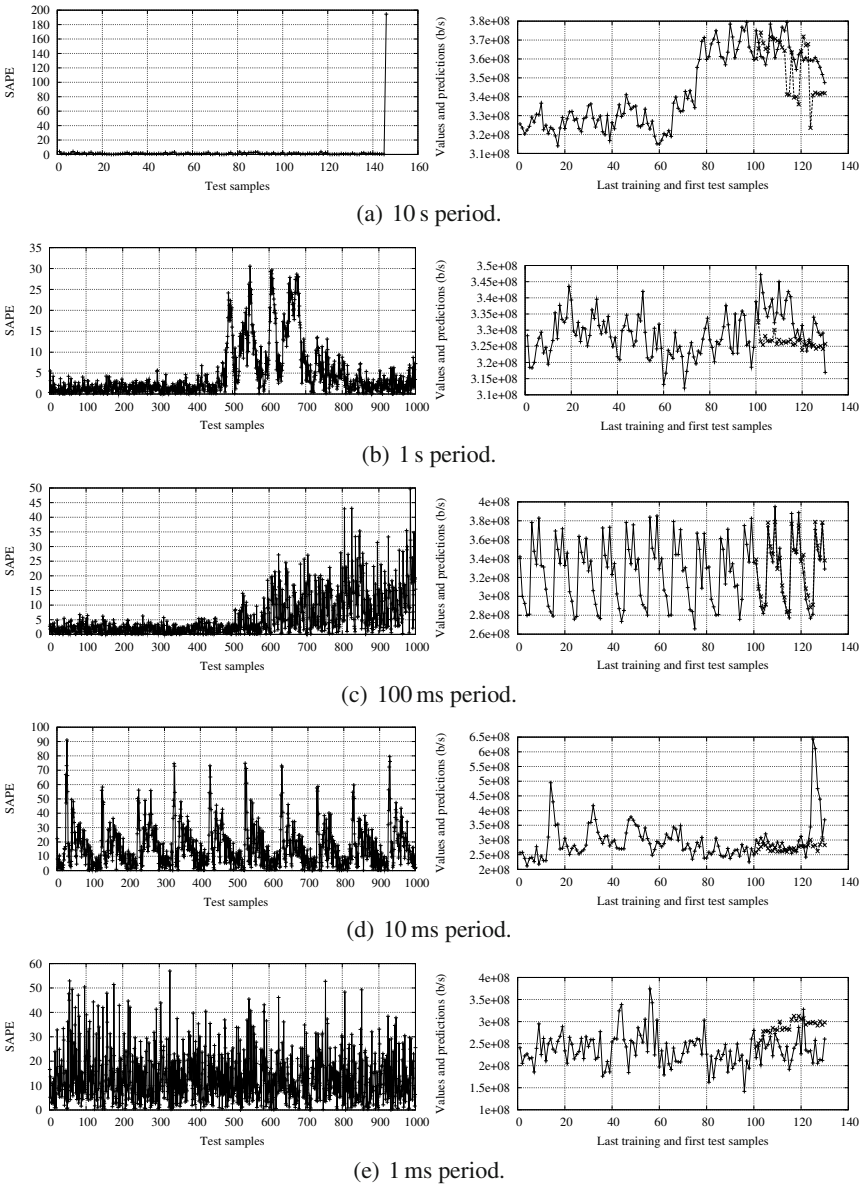 SAPE
200
180
160
140
120
100
80
60
40
20
0
0 20 40 60 80 100 120 140 160
Test samples
Values and predictions (b/s)
3.8e+08
3.7e+08
3.6e+08
3.5e+08
3.4e+08
3.3e+08
3.2e+08
3.1e+08
0 20 40 60 80 100 120 140
Last training and first test samples
(a) 10 s period.
SAPE
35
30
25
20
15
10
5
0
0 100 200 300 400 500 600 700 800 900 1000
Test samples
Values and predictions (b/s)
3.5e+08
3.45e+08
3.4e+08
3.35e+08
3.3e+08
3.25e+08
3.2e+08
3.15e+08
3.1e+08
0 20 40 60 80 100 120 140
Last training and first test samples
(b) 1 s period.
SAPE
50
45
40
35
30
25
20
15
10
5
0
0 100 200 300 400 500 600 700 800 900 1000
Test samples
Values and predictions (b/s)
4e+08
3.8e+08
3.6e+08
3.4e+08
3.2e+08
3e+08
2.8e+08
2.6e+08
0 20 40 60 80 100 120 140
Last training and first test samples
(c) 100 ms period.
SAPE
100
90
80
70
60
50
40
30
20
10
0
0 100 200 300 400 500 600 700 800 900 1000
Test samples
Values and predictions (b/s)
6.5e+08
6e+08
5.5e+08
5e+08
4.5e+08
4e+08
3.5e+08
3e+08
2.5e+08
2e+08
0 20 40 60 80 100 120 140
Last training and first test samples
(d) 10 ms period.
SAPE
60
50
40
30
20
10
0
0 100 200 300 400 500 600 700 800 900 1000
Test samples
Values and predictions (b/s)
4e+08
3.5e+08
3e+08
2.5e+08
2e+08
1.5e+08
1e+08
0 20 40 60 80 100 120 140
Last training and first test samples
(e) 1 ms period.